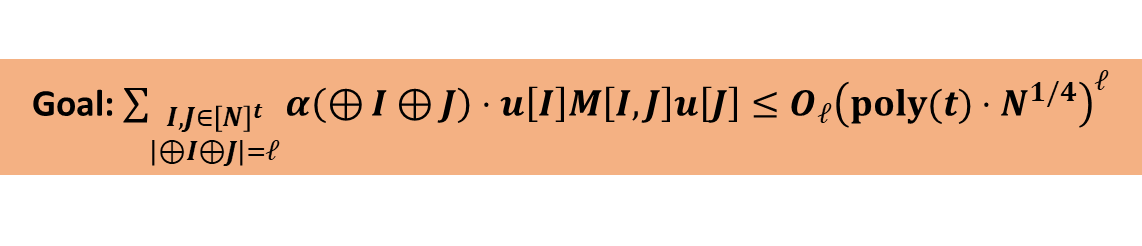 Goal: ∑ I,J∈[N]^t α(⊕ I ⊕ J) · u[I]M[I,J]u[J] ≤ O_ℓ(poly(t) · N^{1/4})^ℓ
|⊕I⊕J|=ℓ